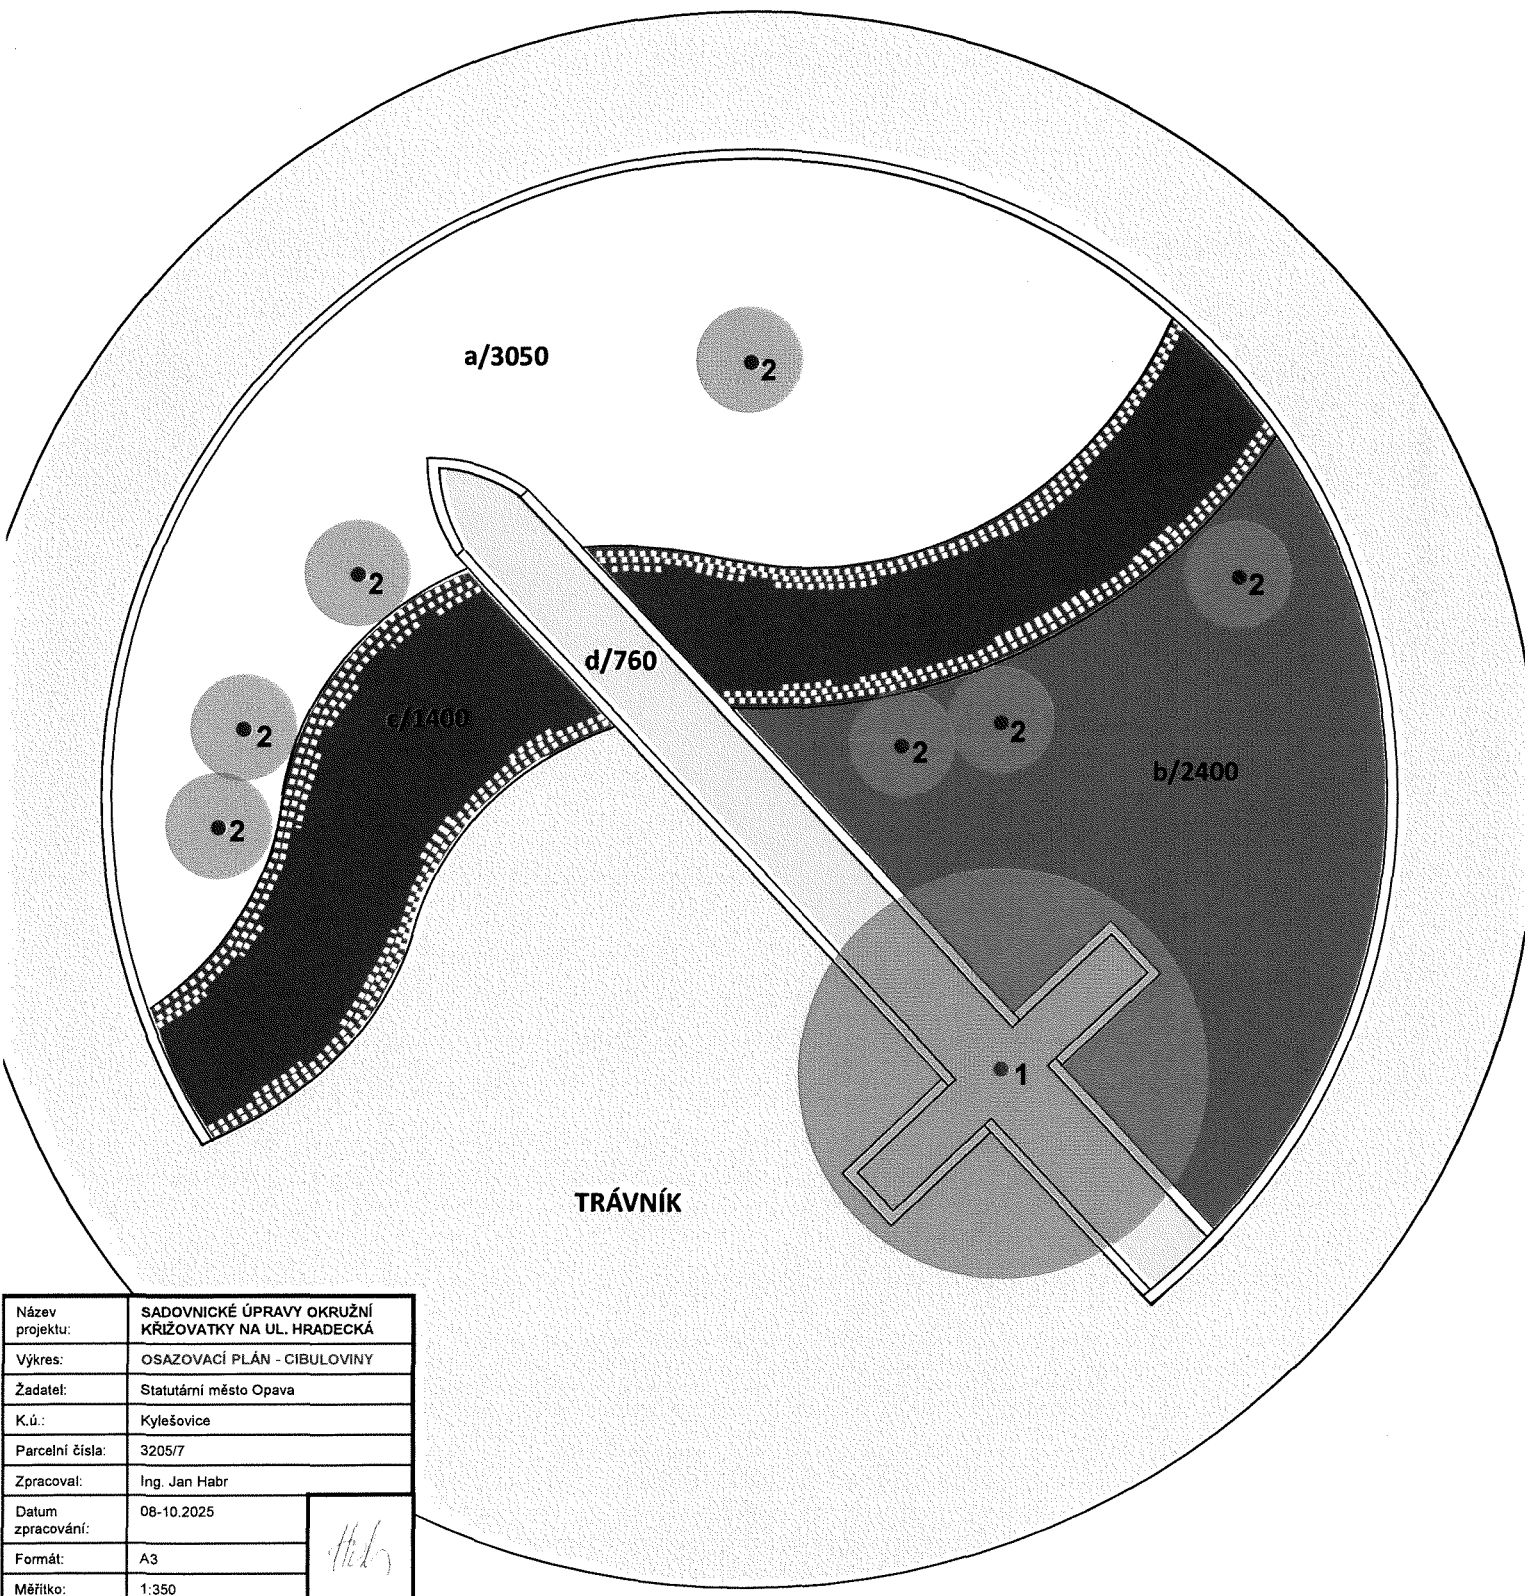 a/3050
2
2
2
d/760
c/1400
2
2
2
b/2400
2
1
TRÁVNÍK
Název projektu:
SADOVNICKÉ ÚPRAVY OKRUŽNÍ
KŘIŽOVATKY NA UL. HRADECKÁ
Výkres: OSAZOVACÍ PLÁN - CIBULOVINY
Žadatel: Statutární město Opava
K.ú.: Kylešovice
Parcelní čísla: 3205/7
Zpracoval: Ing. Jan Habr
Datum zpracování: 08-10.2025
Formát: A3
Měřítko: 1:350